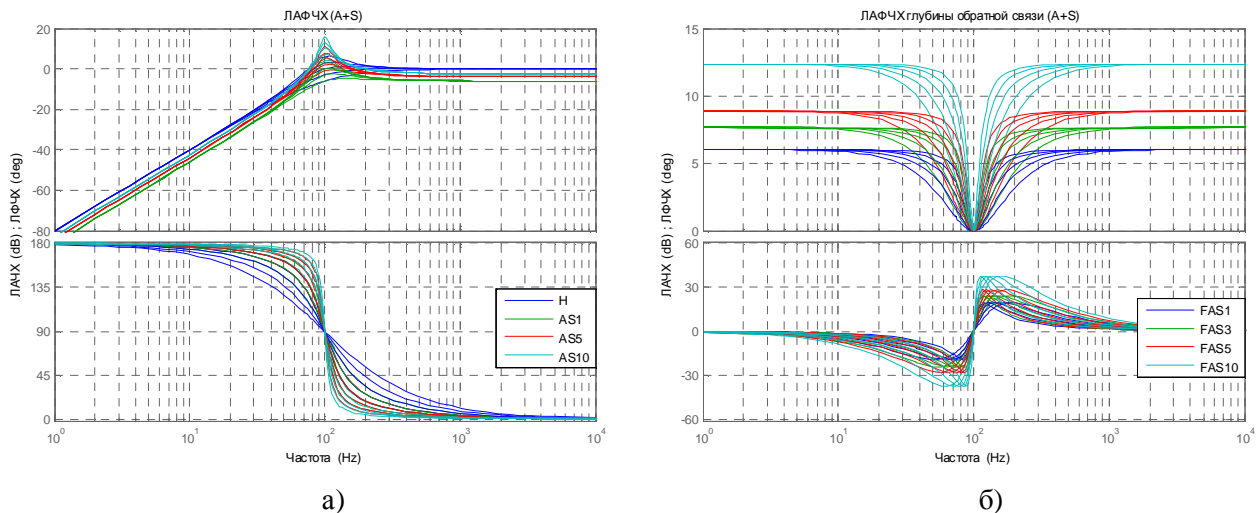 ЛАФЧХ (A+S)
20
0
-20
-40
-60
-80
180
135
90
45
0
10^0
10^1
10^2
10^3
10^4
ЛАЧХ (dB) ; ЛФЧХ (deg)
Частота (Hz)
H
AS1
AS5
AS10
а)
ЛАФЧХ глубины обратной связи (A+S)
15
10
5
0
60
30
0
-30
-60
10^0
10^1
10^2
10^3
10^4
ЛАЧХ (dB) ; ЛФЧХ (deg)
Частота (Hz)
FAS1
FAS3
FAS5
FAS10
б)